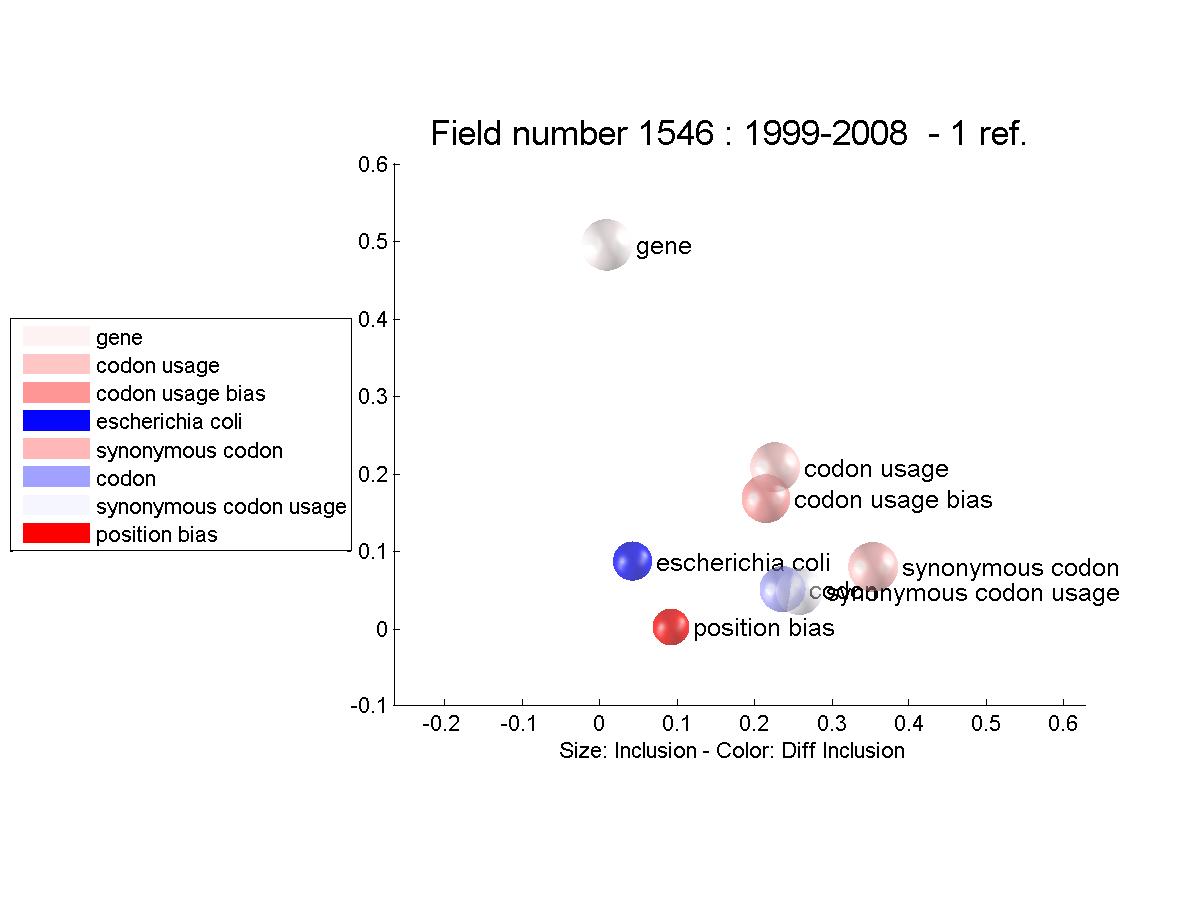 Field number 1546 : 1999-2008 - 1 ref.
0.6
0.5
0.4
0.3
0.2
0.1
0
-0.1
gene
codon usage
codon usage bias
escherichia coli
synonymous codon
codon
synonymous codon usage
position bias
gene
codon usage
codon usage bias
escherichia coli
synonymous codon
codon
synonymous codon usage
position bias
-0.2 -0.1 0 0.1 0.2 0.3 0.4 0.5 0.6
Size: Inclusion - Color: Diff Inclusion